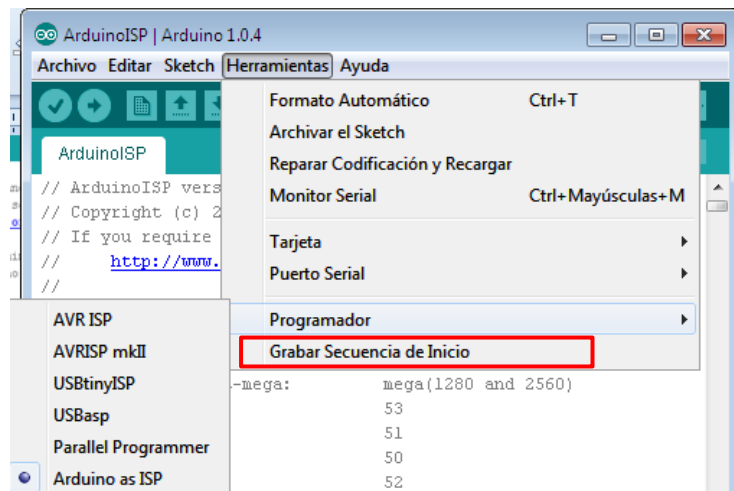 ArduinoISP | Arduino 1.0.4
Archivo Editar Sketch Herramientas Ayuda
Formato Automático Ctrl+T
Archivar el Sketch
Reparar Codificación y Recargar
Monitor Serial Ctrl+Mayúsculas+M
Tarjeta
Puerto Serial
Programador
Grabar Secuencia de Inicio
ArduinoISP
// ArduinoISP vers
// Copyright (c) 2
// If you require
// http://www.
//
AVR ISP
AVRISP mkII
USBtinyISP
USBasp
Parallel Programmer
Arduino as ISP
-mega: mega(1280 and 2560)
53
51
50
52